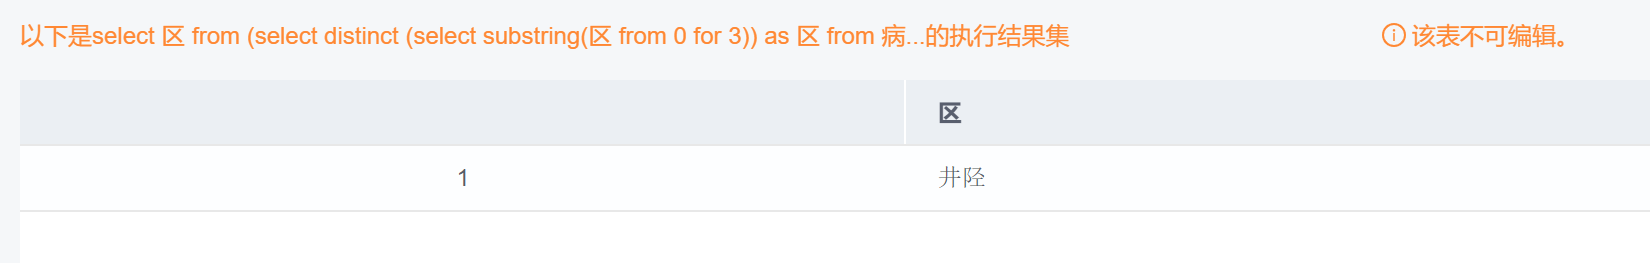 以下是select 区 from (select distinct (select substring(区 from 0 for 3)) as 区 from 病...的执行结果集
该表不可编辑。
区
1 井陉